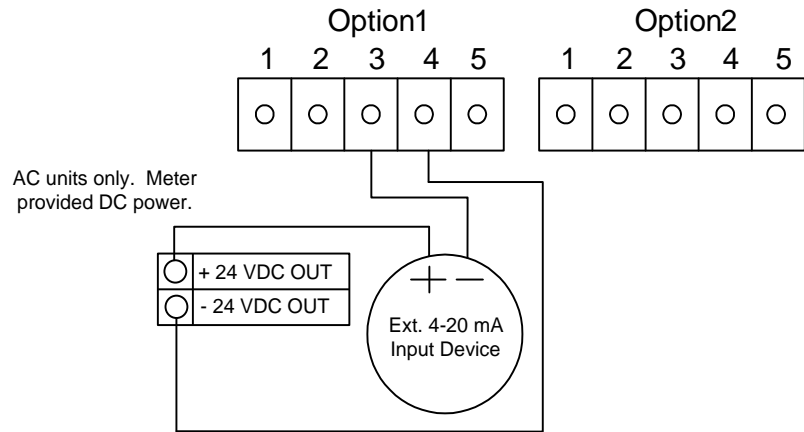 Option1
Option2
1 2 3 4 5
1 2 3 4 5
AC units only. Meter
provided DC power.
+ 24 VDC OUT
- 24 VDC OUT
+ −
Ext. 4-20 mA
Input Device